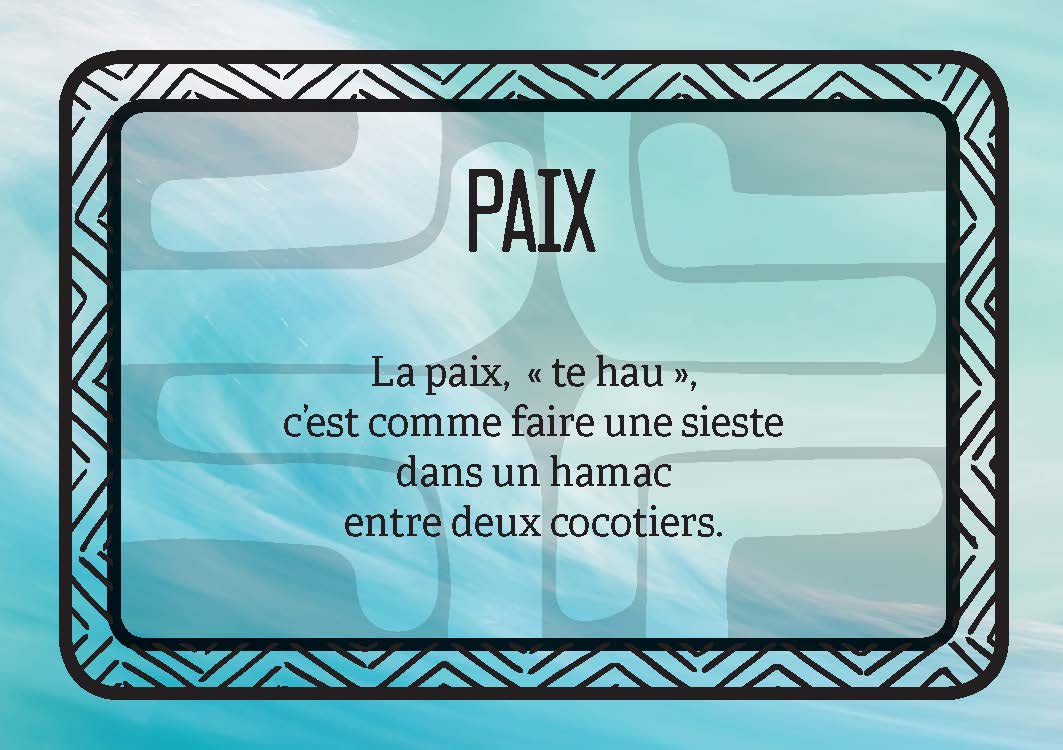 PAIX
La paix, « te hau »,
c’est comme faire une sieste
dans un hamac
entre deux cocotiers.